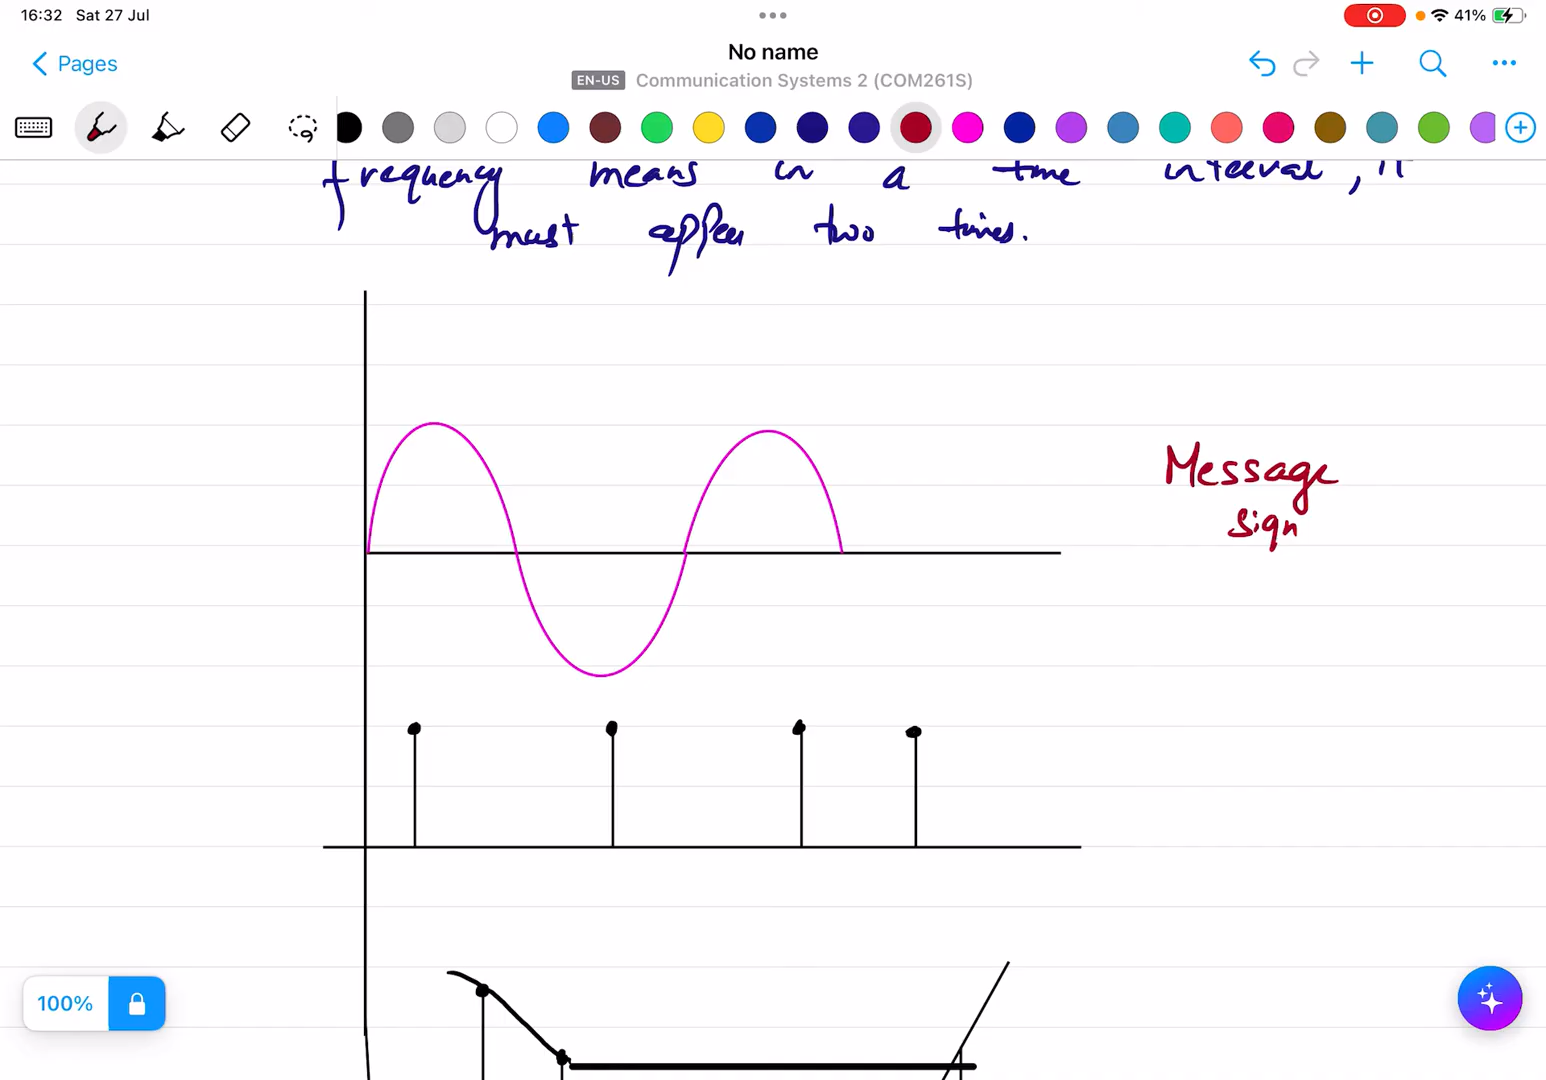 16:32 Sat 27 Jul
41%
Pages
No name
EN-US Communication Systems 2 (COM261S)
frequency means in a time interval, it
must appear two times.
Message
Sign
100%